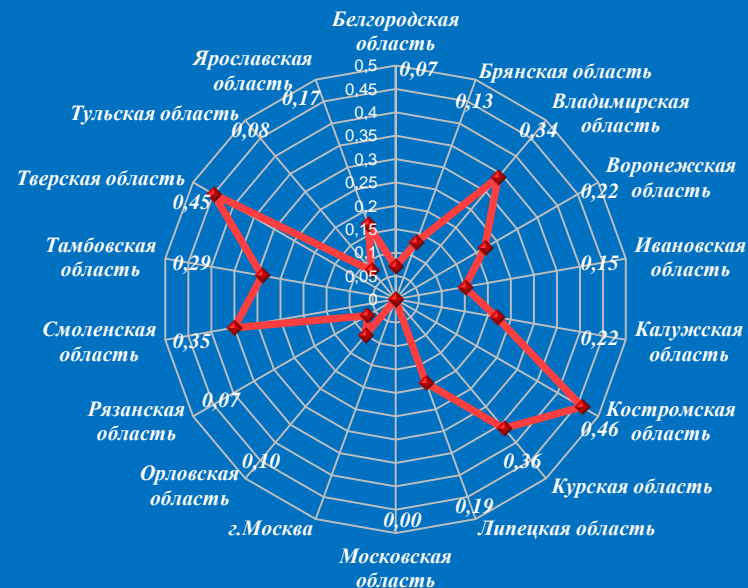 Белгородская
область
0,07
Брянская область
0,13
Владимирская
область
0,34
Воронежская
область
0,22
Ивановская
область
0,15
Калужская
область
0,22
Костромская
область
0,46
Курская область
0,36
Липецкая область
0,19
Московская
область
0,00
г.Москва
Орловская
область
0,10
Рязанская
область
0,07
Смоленская
область
0,35
Тамбовская
область
0,29
Тверская область
0,45
Тульская область
0,08
Ярославская
область
0,17
0,5
0,45
0,4
0,35
0,3
0,25
0,2
0,15
0,1
0,05
0